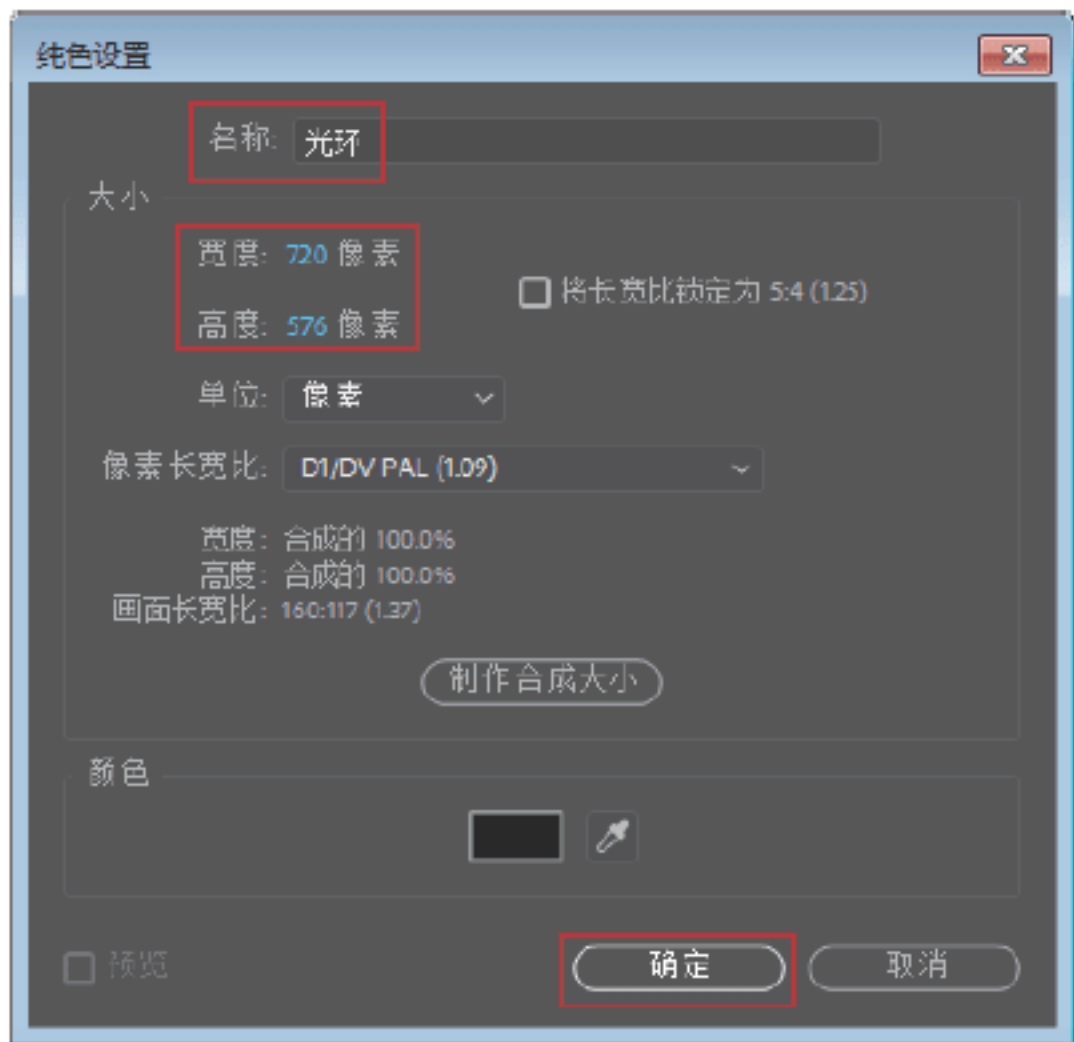 纯色设置
名称: 光环
大小
宽度: 720 像素
将长宽比锁定为 5:4 (1.25)
高度: 576 像素
单位: 像素
像素长宽比: D1/DV PAL (1.09)
宽度: 合成的 100.0%
高度: 合成的 100.0%
画面长宽比: 160:117 (1.37)
制作合成大小
颜色
预览 确定 取消